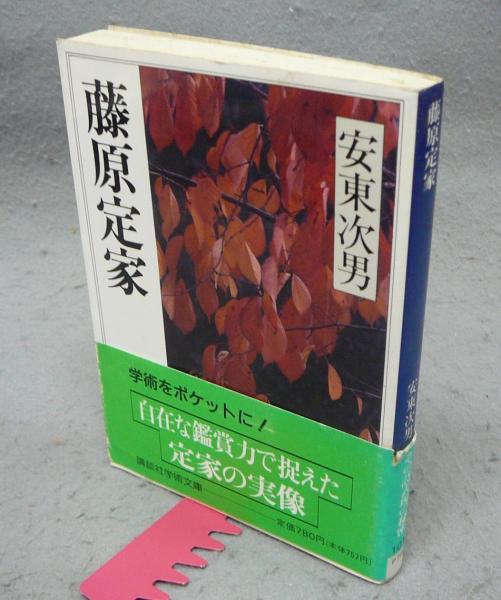 藤原定家
安東次男
学術をポケットに!
自在な鑑賞力で捉えた
定家の実像
講談社学術文庫
定価780円(本体757円)
藤原定家
安東次男